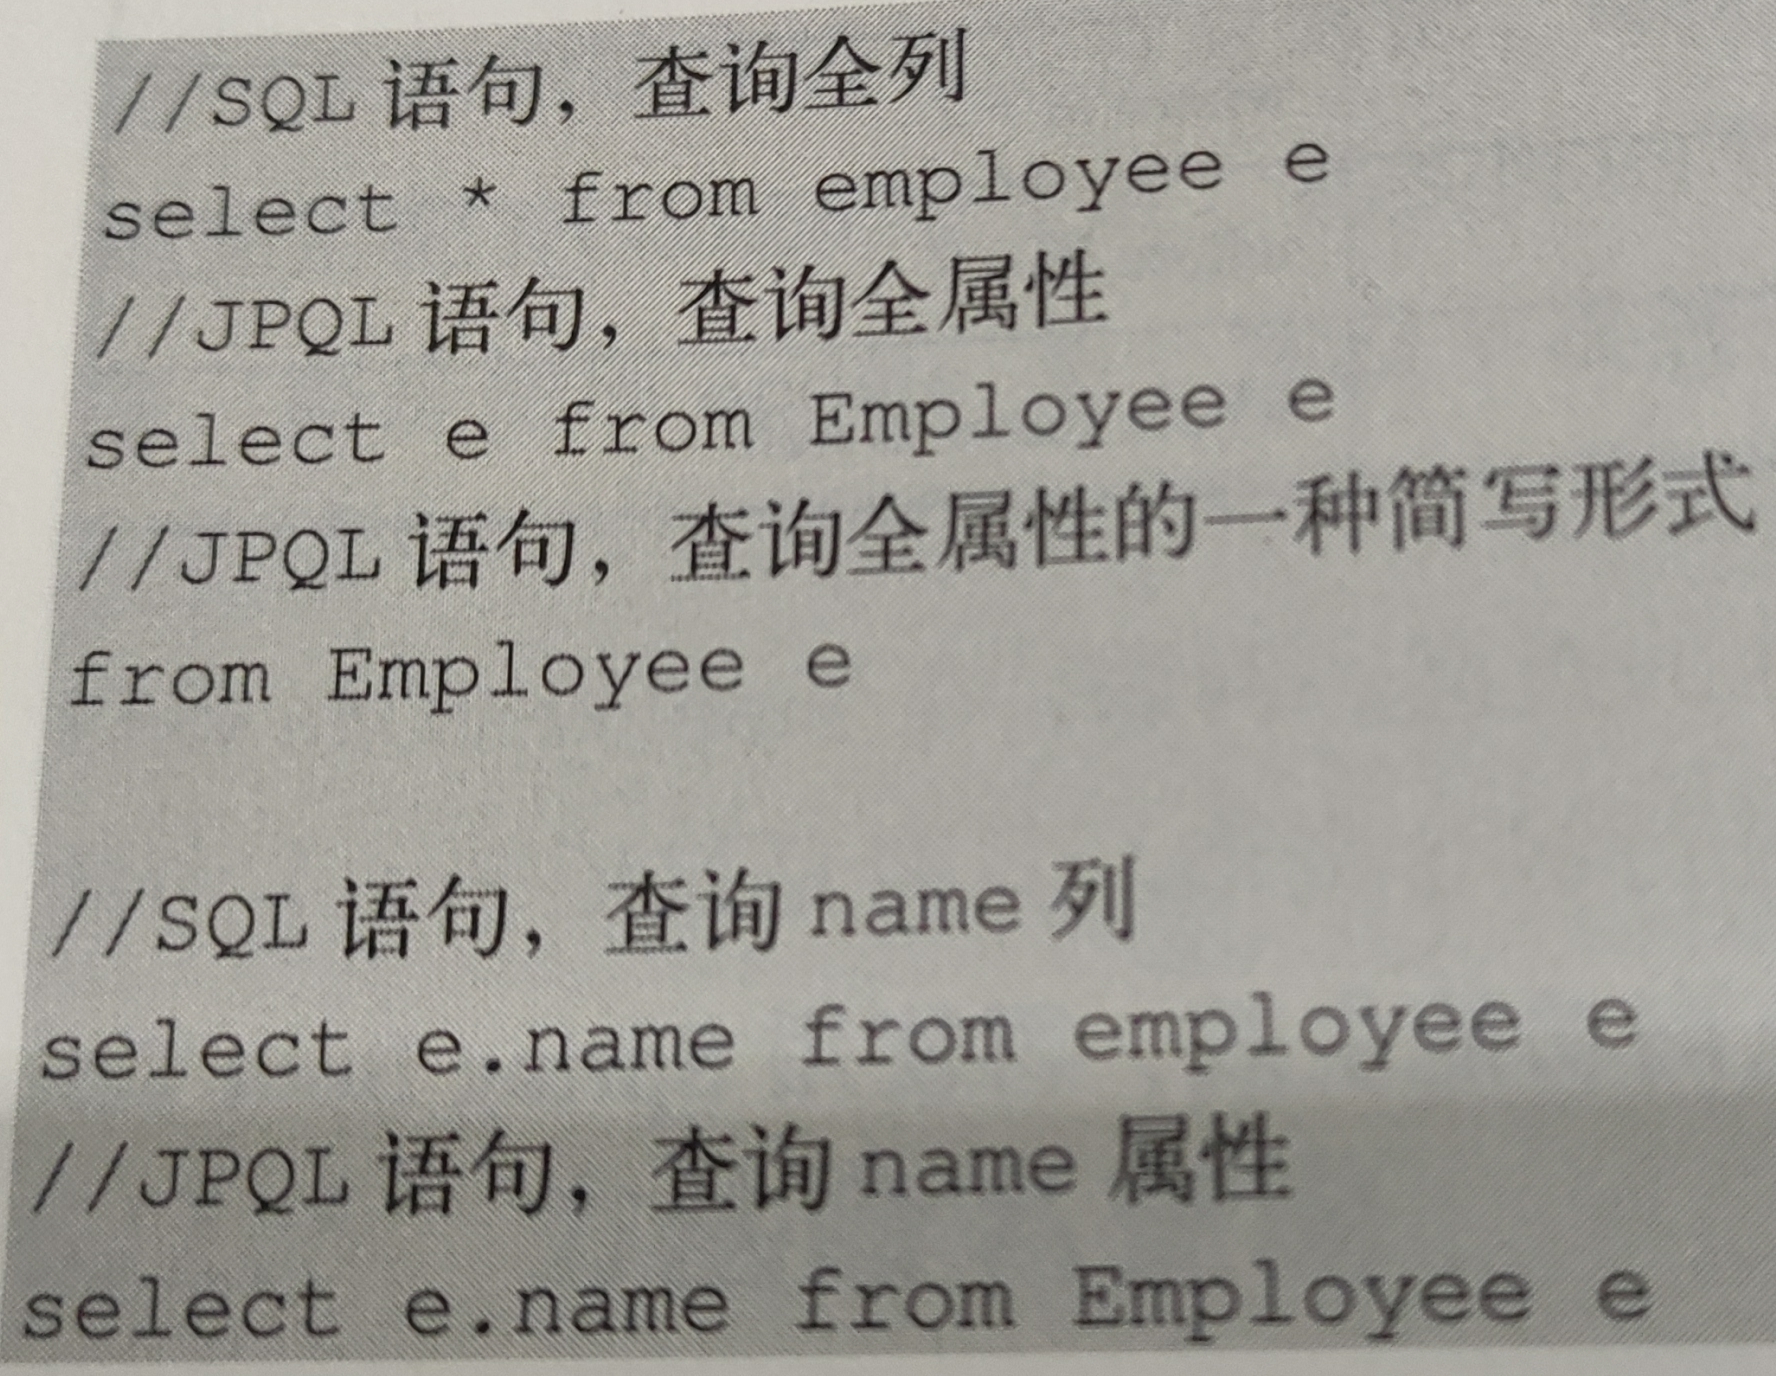 //SQL 语句，查询全列
select * from employee e
//JPQL 语句，查询全属性
select e from Employee e
//JPQL 语句，查询全属性的一种简写形式
from Employee e
//SQL 语句，查询 name 列
select e.name from employee e
//JPQL 语句，查询 name 属性
select e.name from Employee e